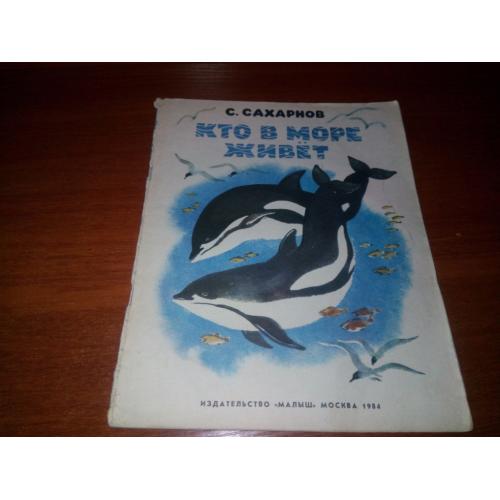 С. САХАРНОВ
КТО В МОРЕ
ЖИВЁТ
ИЗДАТЕЛЬСТВО «МАЛЫШ» МОСКВА 1984